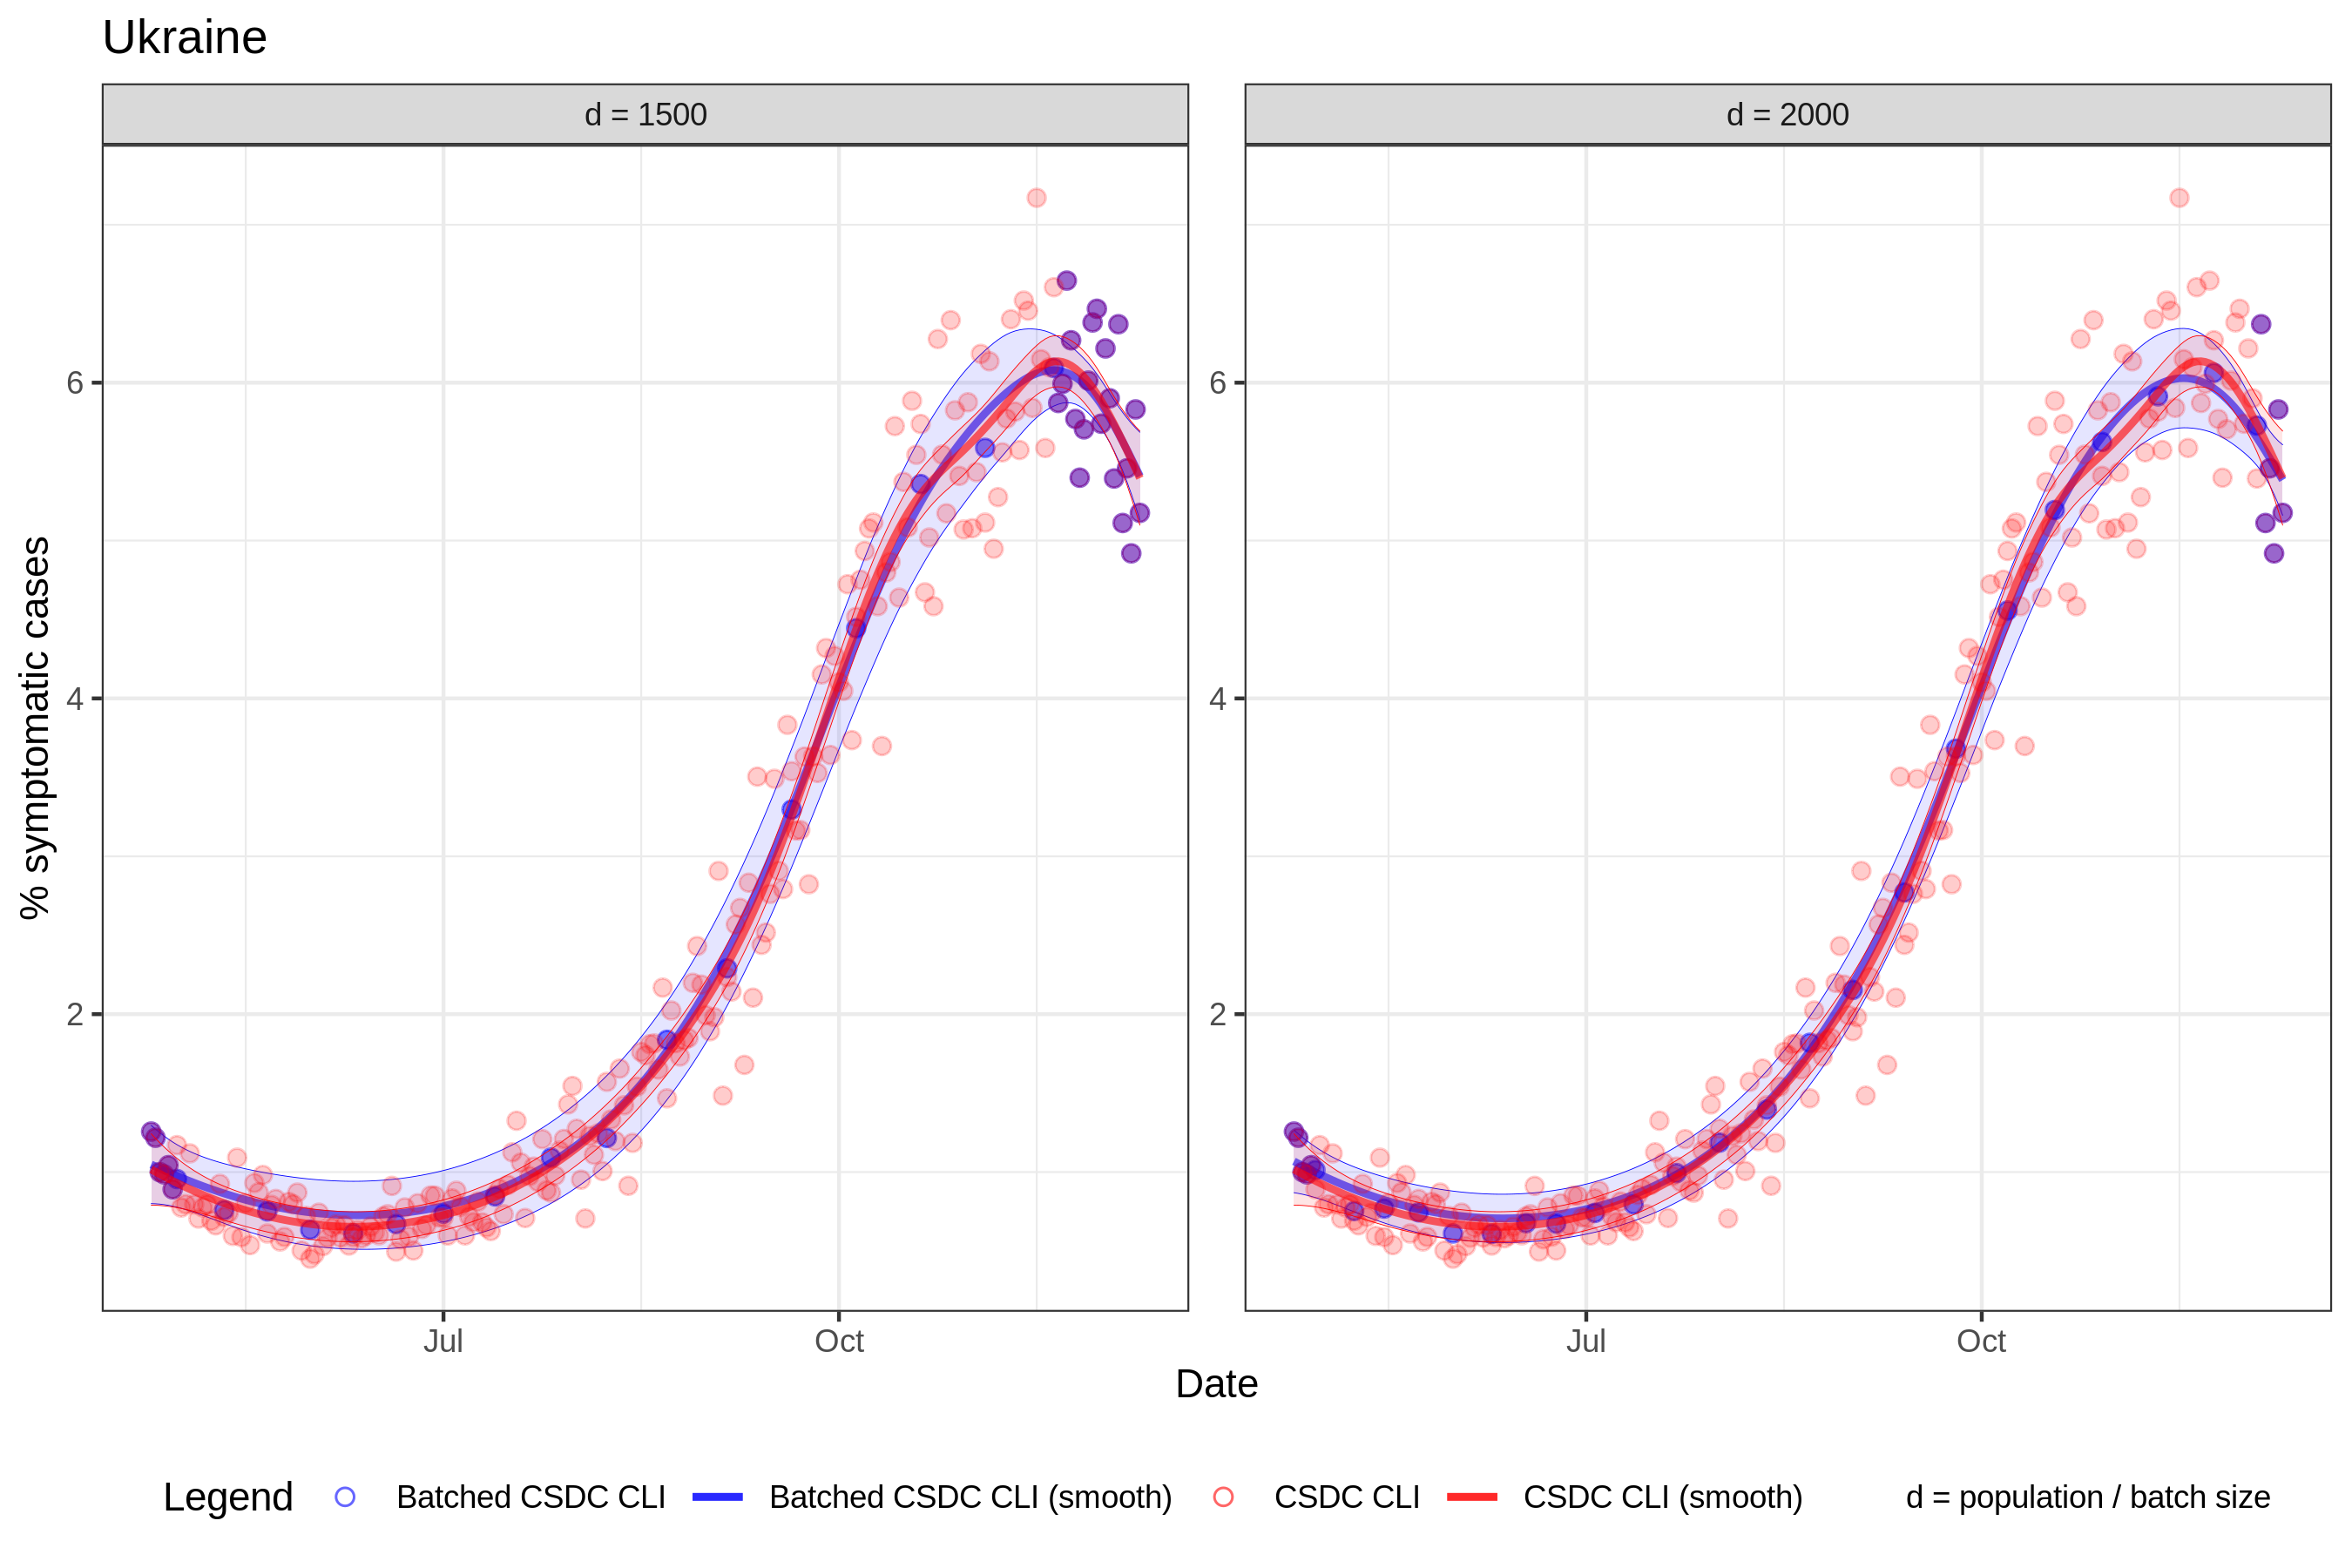 Ukraine
d = 1500
d = 2000
% symptomatic cases
6
4
2
6
4
2
Jul
Oct
Jul
Oct
Date
Legend
Batched CSDC CLI
Batched CSDC CLI (smooth)
CSDC CLI
CSDC CLI (smooth)
d = population / batch size